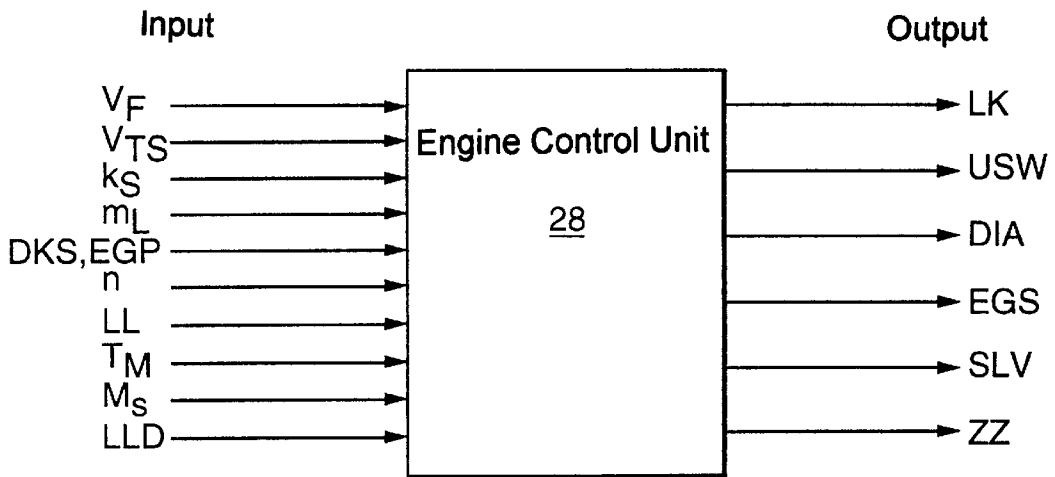 Input
Output
V_F
V_TS
k_S
m_L
DKS,EGP
n
LL
T_M
M_s
LLD
Engine Control Unit
28
LK
USW
DIA
EGS
SLV
ZZ